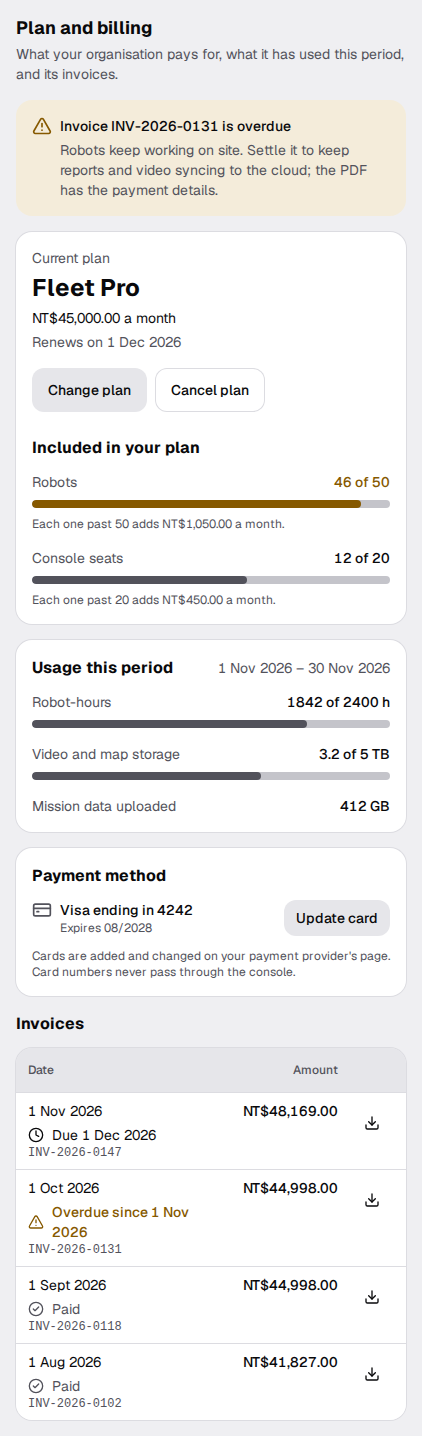 Plan and billing
What your organisation pays for, what it has used this period,
and its invoices.
Invoice INV-2026-0131 is overdue
Robots keep working on site. Settle it to keep
reports and video syncing to the cloud; the PDF
has the payment details.
Current plan
Fleet Pro
NT$45,000.00 a month
Renews on 1 Dec 2026
Change plan
Cancel plan
Included in your plan
Robots 46 of 50
Each one past 50 adds NT$1,050.00 a month.
Console seats 12 of 20
Each one past 20 adds NT$450.00 a month.
Usage this period 1 Nov 2026 – 30 Nov 2026
Robot-hours 1842 of 2400 h
Video and map storage 3.2 of 5 TB
Mission data uploaded 412 GB
Payment method
Visa ending in 4242
Expires 08/2028
Update card
Cards are added and changed on your payment provider's page.
Card numbers never pass through the console.
Invoices
Date Amount
1 Nov 2026 NT$48,169.00
Due 1 Dec 2026
INV-2026-0147
1 Oct 2026 NT$44,998.00
Overdue since 1 Nov
2026
INV-2026-0131
1 Sept 2026 NT$44,998.00
Paid
INV-2026-0118
1 Aug 2026 NT$41,827.00
Paid
INV-2026-0102